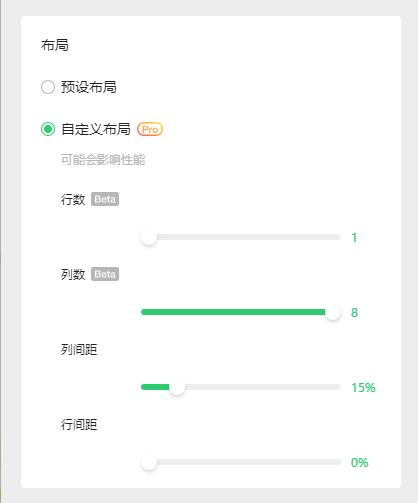 布局
预设布局
自定义布局 Pro
可能会影响性能
行数 Beta
1
列数 Beta
8
列间距
15%
行间距
0%